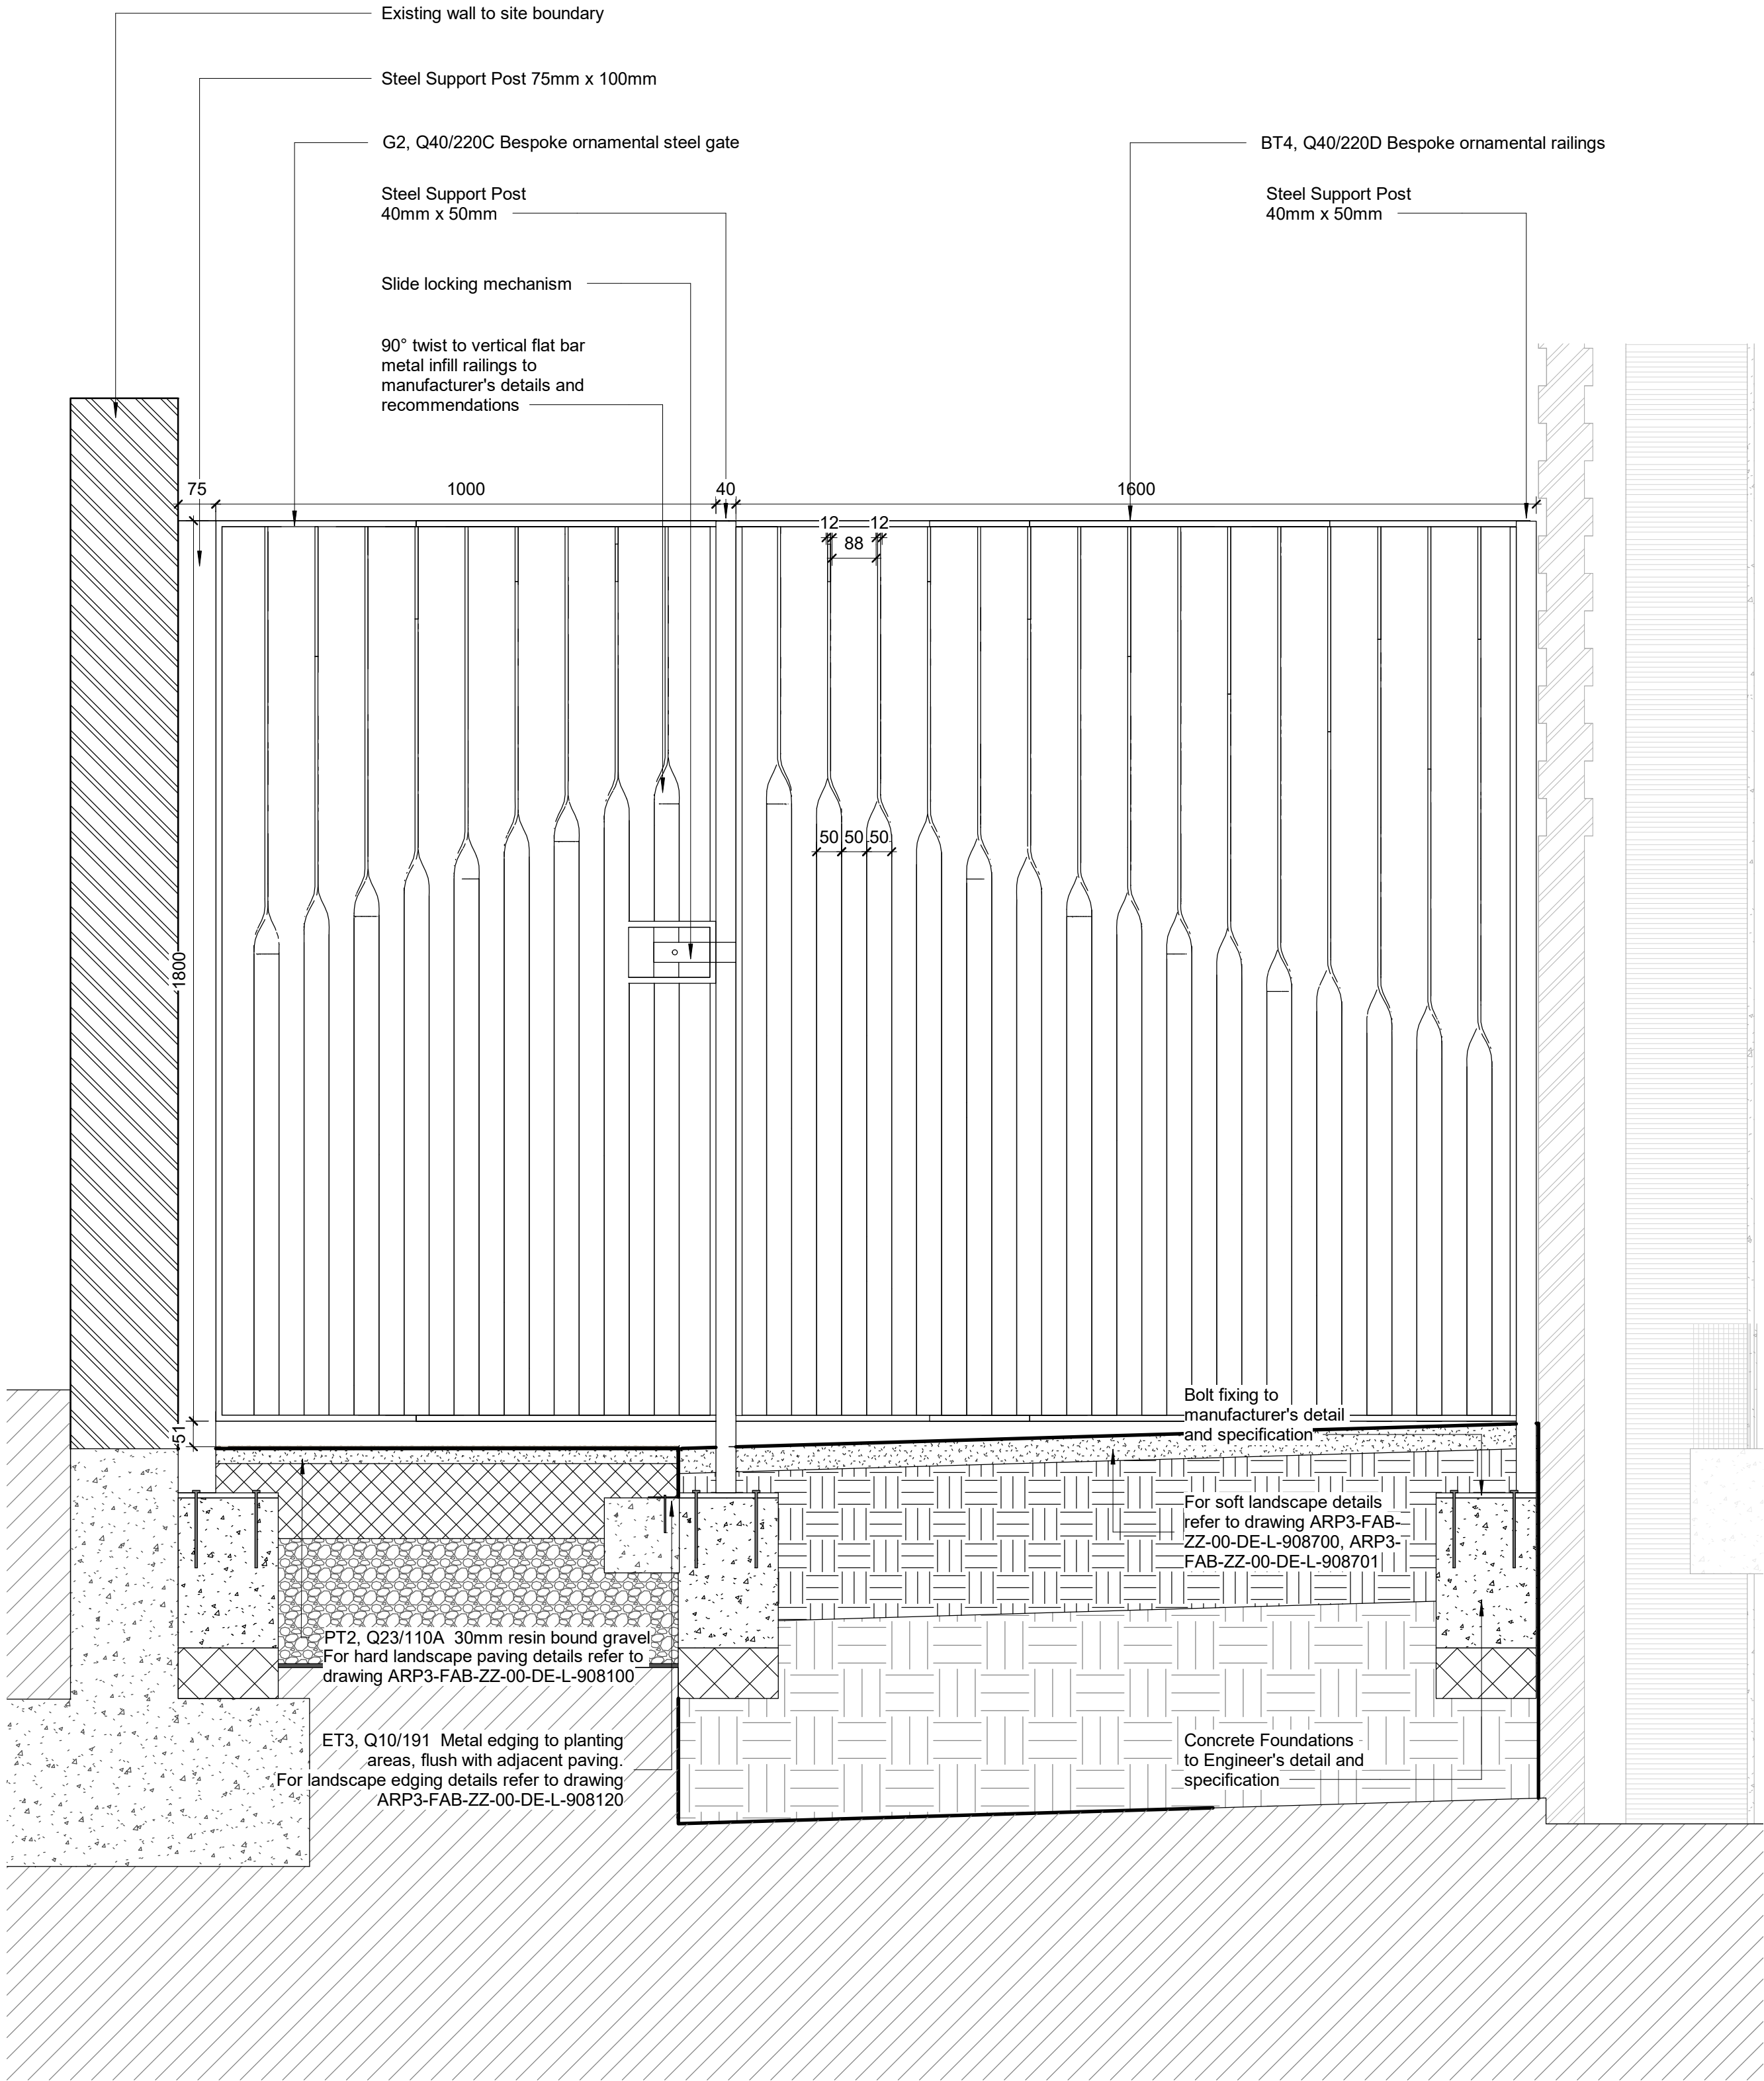 Existing wall to site boundary
Steel Support Post 75mm x 100mm
G2, Q40/220C Bespoke ornamental steel gate
BT4, Q40/220D Bespoke ornamental railings
Steel Support Post
40mm x 50mm
Steel Support Post
40mm x 50mm
Slide locking mechanism
90° twist to vertical flat bar
metal infill railings to
manufacturer's details and
recommendations
75
1000
40
1600
12
12
88
50
50
50
1800
51
Bolt fixing to
manufacturer's detail
and specification
For soft landscape details
refer to drawing ARP3-FAB-
ZZ-00-DE-L-908700, ARP3-
FAB-ZZ-00-DE-L-908701
PT2, Q23/110A  30mm resin bound gravel
For hard landscape paving details refer to
drawing ARP3-FAB-ZZ-00-DE-L-908100
ET3, Q10/191  Metal edging to planting
areas, flush with adjacent paving.
For landscape edging details refer to drawing
ARP3-FAB-ZZ-00-DE-L-908120
Concrete Foundations
to Engineer's detail and
specification